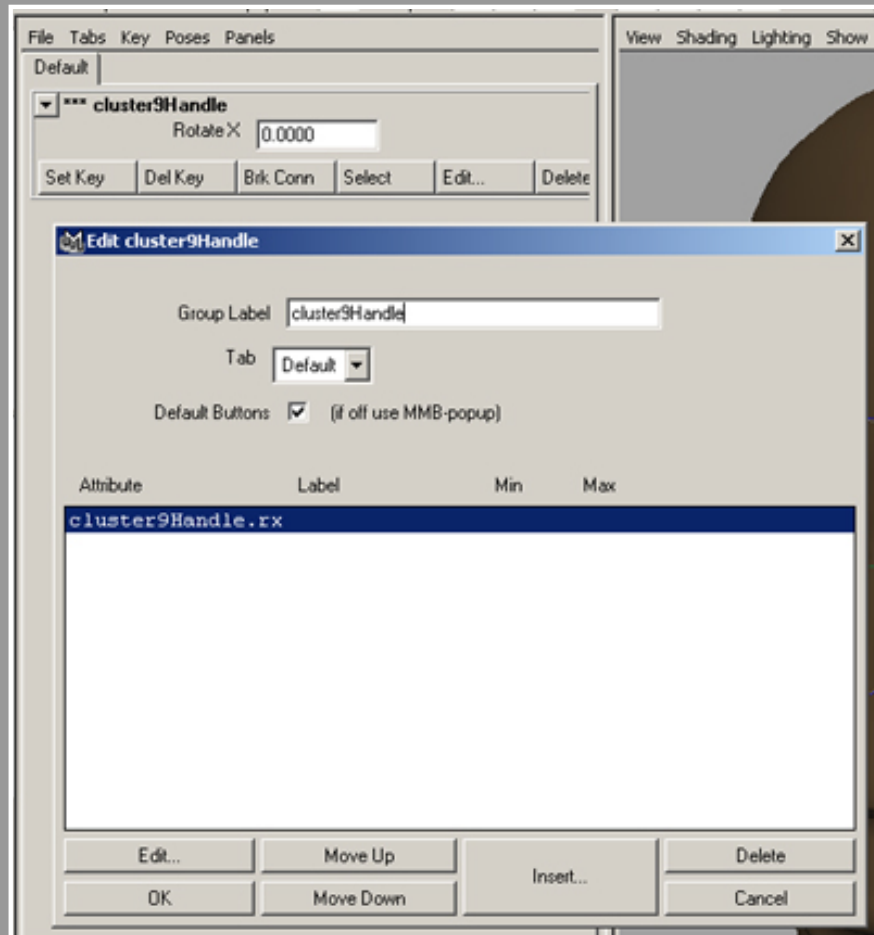 File Tabs Key Poses Panels
View Shading Lighting Show
Default
*** cluster9Handle
Rotate X 0.0000
Set Key Del Key Brk Conn Select Edit... Delete
Edit cluster9Handle
Group Label cluster9Handle
Tab Default
Default Buttons (if off use MMB-popup)
Attribute Label Min Max
cluster9Handle.rx
Edit... Move Up Insert... Delete
OK Move Down Cancel